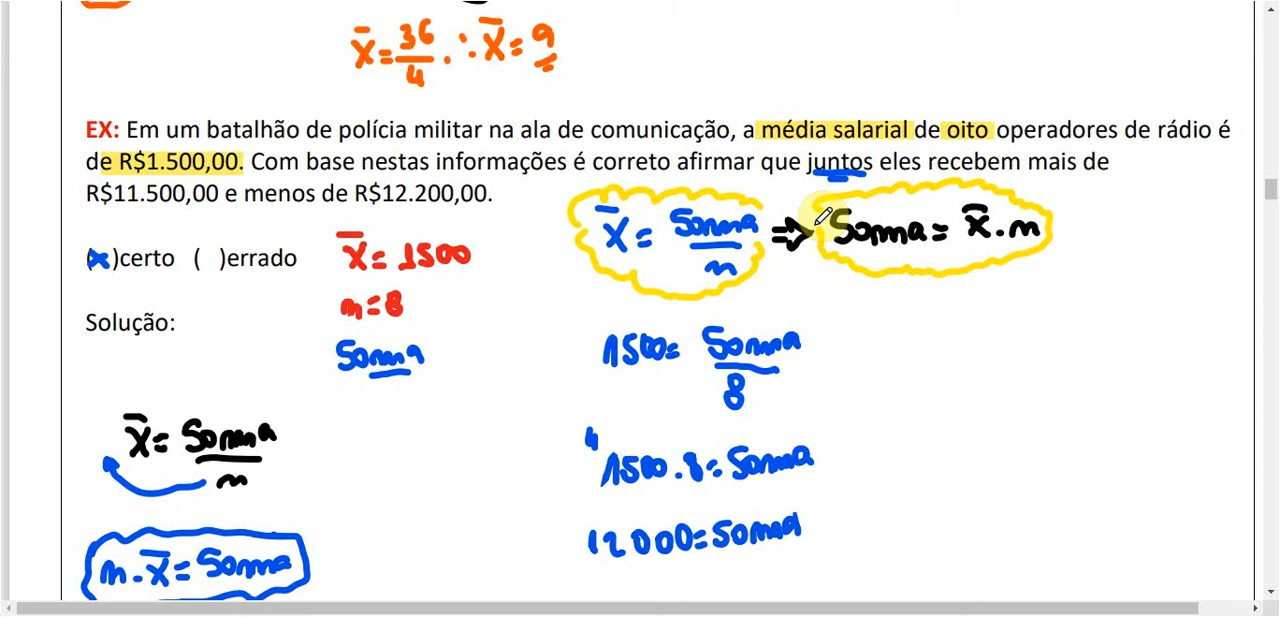 x̄ = 36/4 ∴ x̄ = 9
EX: Em um batalhão de polícia militar na ala de comunicação, a média salarial de oito operadores de rádio é
de R$1.500,00. Com base nestas informações é correto afirmar que juntos eles recebem mais de
R$11.500,00 e menos de R$12.200,00.
x̄ = Soma/n ⇒ Soma = x̄ . n
(x)certo ( )errado
x̄ = 1500
n = 8
Solução:
Soma
1500 = Soma/8
x̄ = Soma/n
1500 . 8 = Soma
12000 = Soma
n . x̄ = Soma